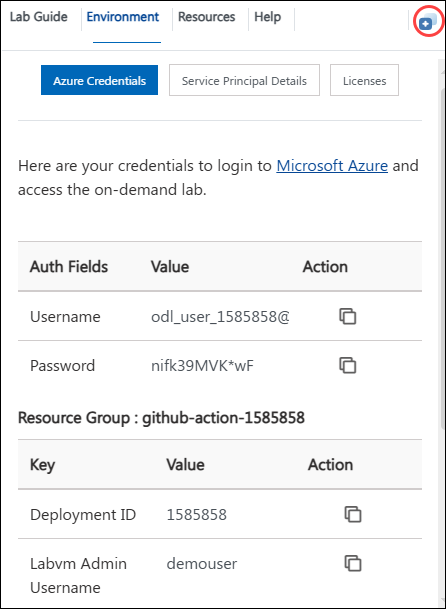 Lab Guide Environment Resources Help
Azure Credentials Service Principal Details Licenses
Here are your credentials to login to Microsoft Azure and
access the on-demand lab.
Auth Fields Value Action
Username odl_user_1585858@
Password nifk39MVK*wF
Resource Group : github-action-1585858
Key Value Action
Deployment ID 1585858
Labvm Admin demouser
Username